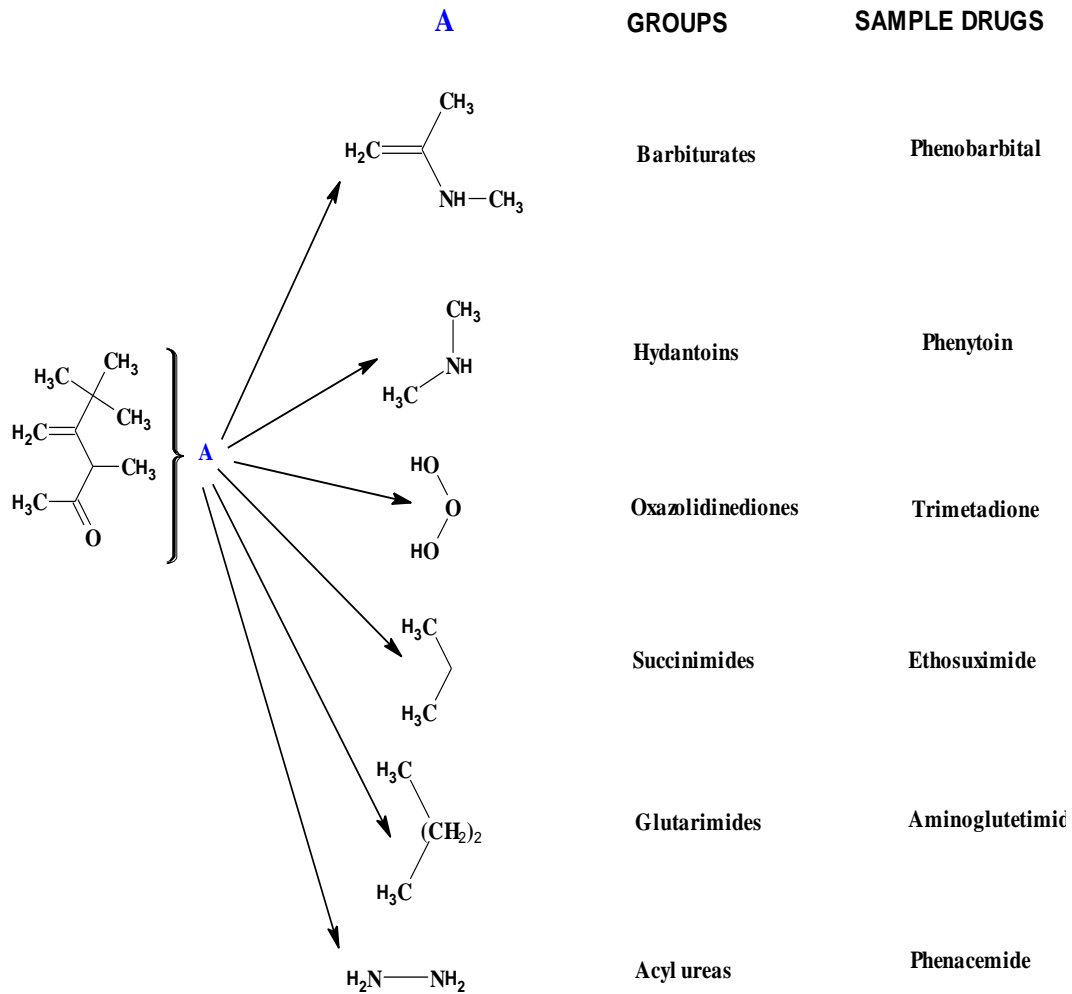 A GROUPS SAMPLE DRUGS
CH3
H2C
NH CH3
Barbiturates
Phenobarbital
CH3
NH
H3C
Hydantoins
Phenytoin
H3C
CH3
CH3
H2C
CH3
H3C
O
A
HO
O
HO
Oxazolidinediones
Trimetadione
H3C
H3C
Succinimides
Ethosuximide
H3C
(CH2)2
H3C
Glutarimides
Aminoglutetimid
H2N NH2
Acyl ureas
Phenacemide